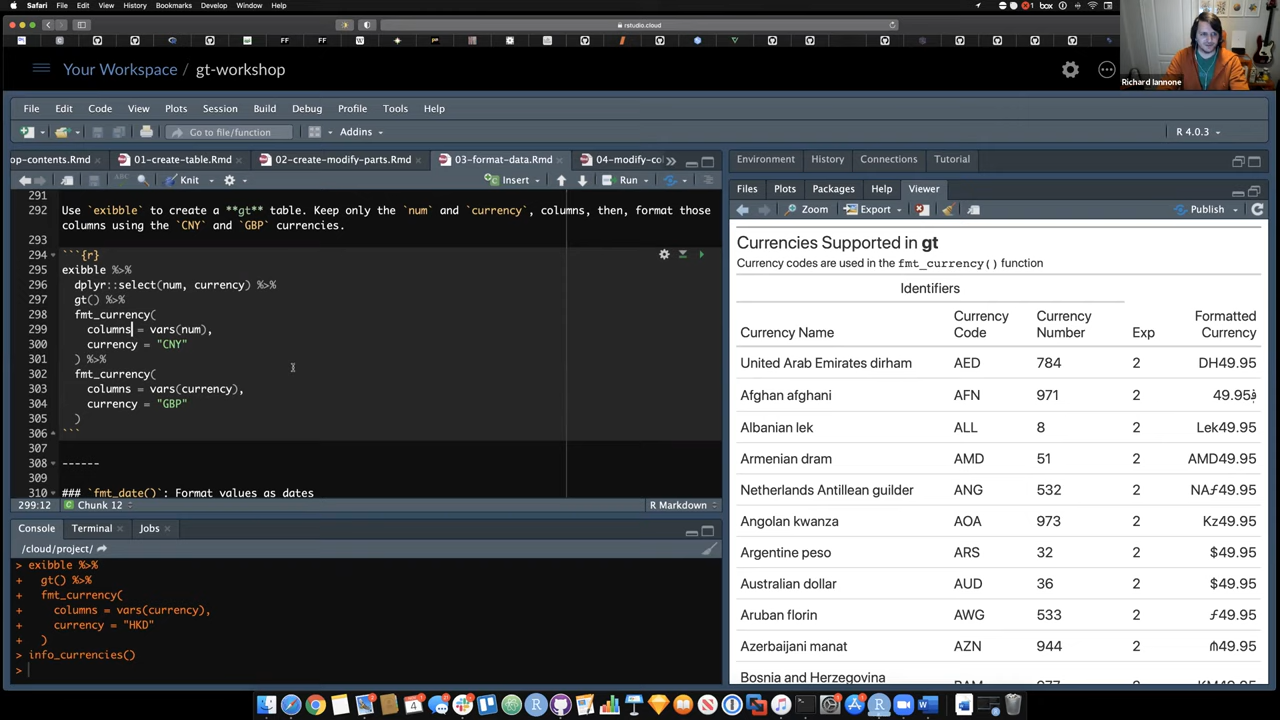 Safari File Edit View History Bookmarks Develop Window Help
rstudio.cloud
Richard Iannone
Your Workspace / gt-workshop
File Edit Code View Plots Session Build Debug Profile Tools Help
Go to file/function Addins R 4.0.3
op-contents.Rmd 01-create-table.Rmd 02-create-modify-parts.Rmd 03-format-data.Rmd 04-modify-co
Knit Insert Run
291
292 Use `exibble` to create a **gt** table. Keep only the `num` and `currency`, columns, then, format those
columns using the `CNY` and `GBP` currencies.
293
294 ```{r}
295 exibble %>%
296 dplyr::select(num, currency) %>%
297 gt() %>%
298 fmt_currency(
299 columns = vars(num),
300 currency = "CNY"
301 ) %>%
302 fmt_currency(
303 columns = vars(currency),
304 currency = "GBP"
305 )
306 ```
307
308 ------
309
310 ### `fmt_date()`: Format values as dates
299:12 Chunk 12 R Markdown
Console Terminal Jobs
/cloud/project/
> exibble %>%
+ gt() %>%
+ fmt_currency(
+ columns = vars(currency),
+ currency = "HKD"
+ )
> info_currencies()
>
Environment History Connections Tutorial
Files Plots Packages Help Viewer
Zoom Export Publish
Currencies Supported in gt
Currency codes are used in the fmt_currency() function
Identifiers
Currency Name Currency Code Currency Number Exp Formatted Currency
United Arab Emirates dirham AED 784 2 DH49.95
Afghan afghani AFN 971 2 49.95؋
Albanian lek ALL 8 2 Lek49.95
Armenian dram AMD 51 2 AMD49.95
Netherlands Antillean guilder ANG 532 2 NAƒ49.95
Angolan kwanza AOA 973 2 Kz49.95
Argentine peso ARS 32 2 $49.95
Australian dollar AUD 36 2 $49.95
Aruban florin AWG 533 2 ƒ49.95
Azerbaijani manat AZN 944 2 ₼49.95
Bosnia and Herzegovina